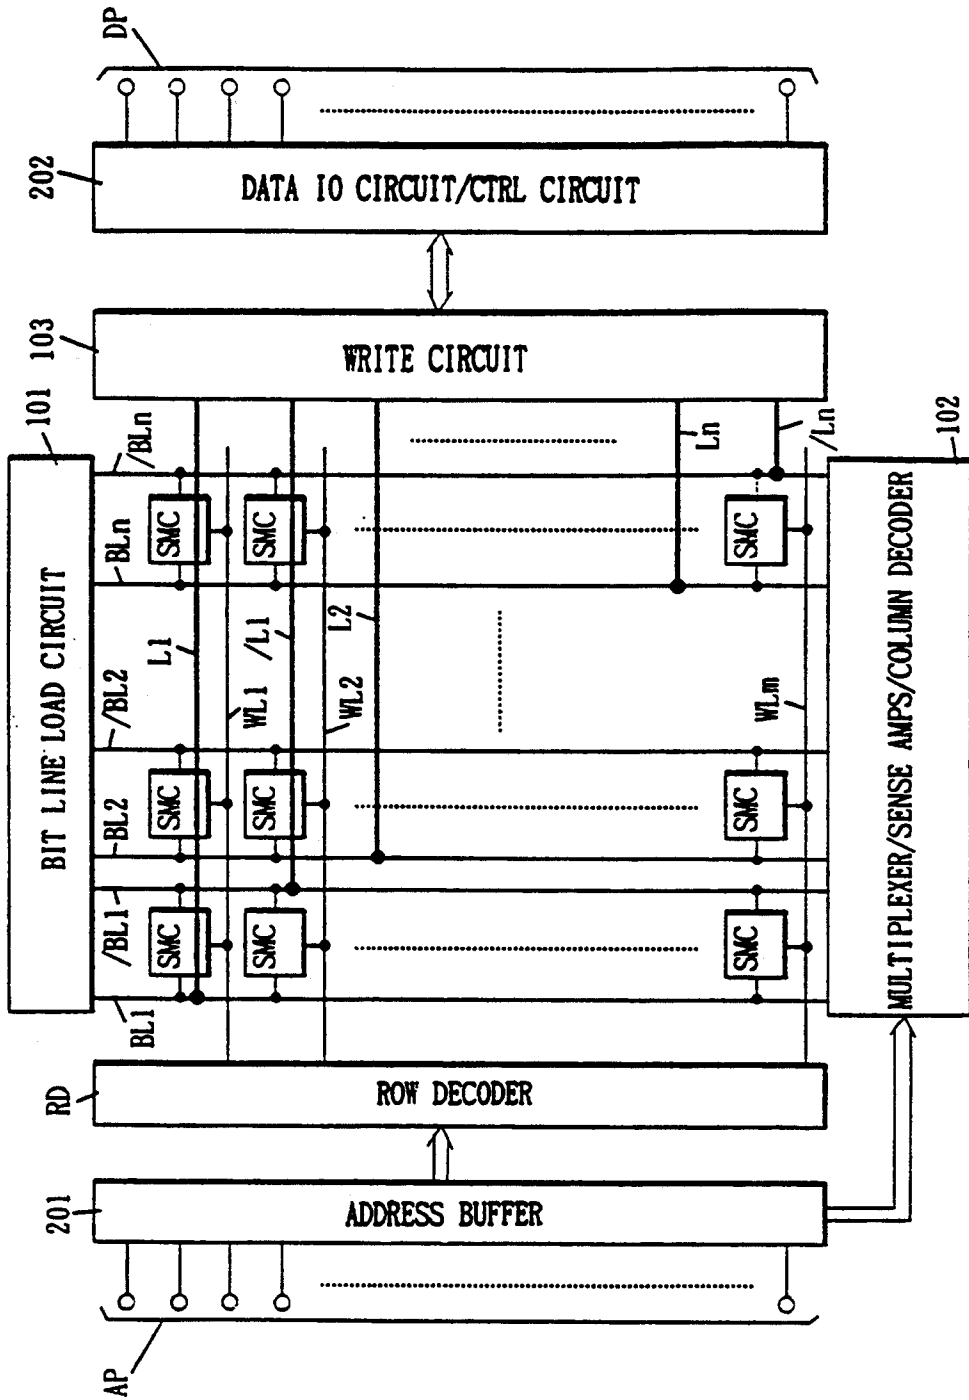 DP
202
DATA IO CIRCUIT/CTRL CIRCUIT
103
WRITE CIRCUIT
101
BIT LINE LOAD CIRCUIT
/BLn
BLn
/BL2
BL2
/BL1
BL1
SMC
SMC
SMC
SMC
SMC
SMC
SMC
SMC
SMC
L1
/L1
L2
Ln
/Ln
WL1
WL2
WLm
102
MULTIPLEXER/SENSE AMPS/COLUMN DECODER
RD
ROW DECODER
201
ADDRESS BUFFER
AP